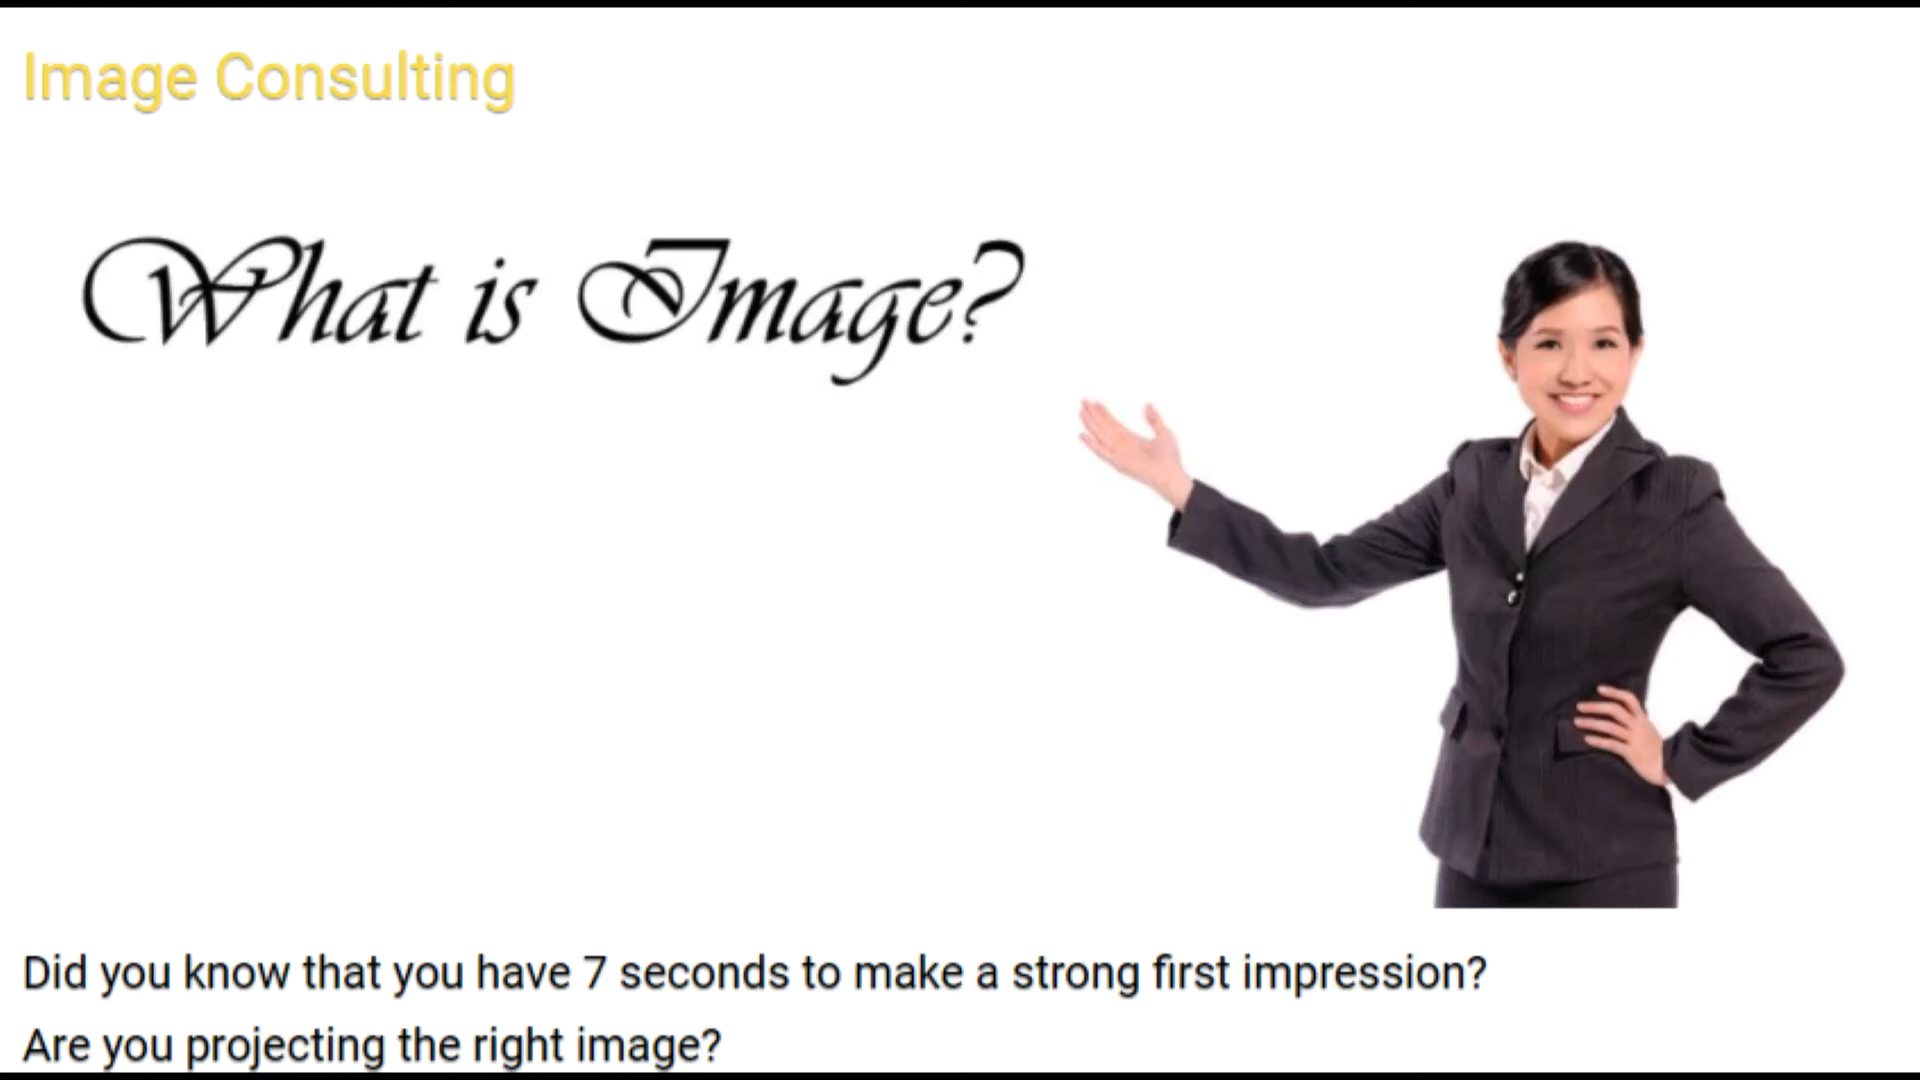 Image Consulting
What is Image?
Did you know that you have 7 seconds to make a strong first impression?
Are you projecting the right image?